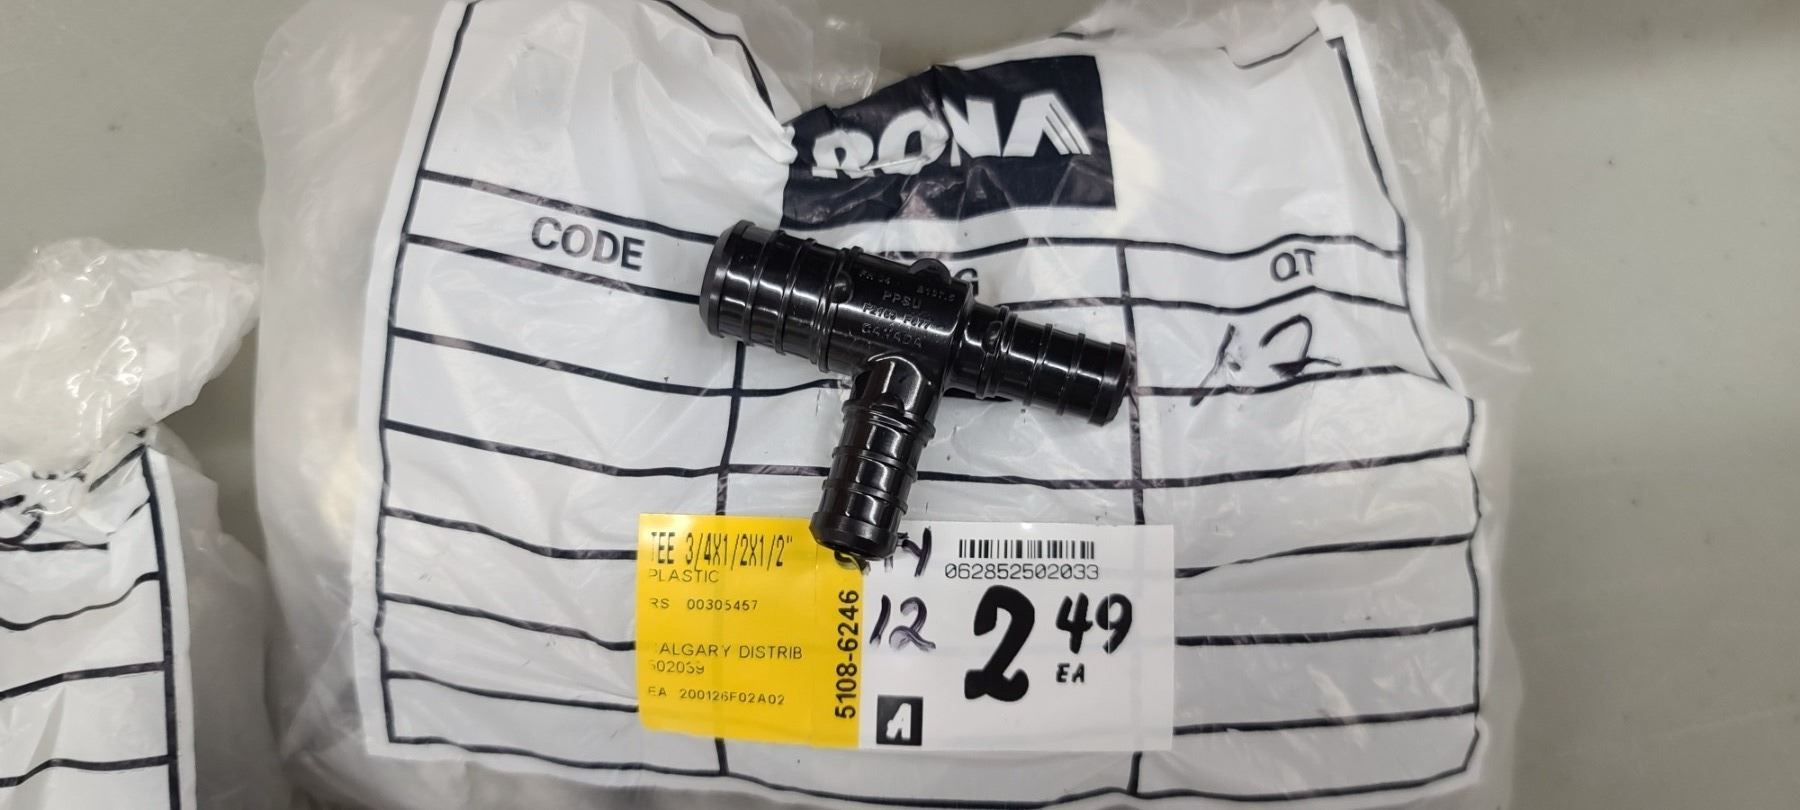 RONA
CODE
QT
12
PPSU
CANADA
TEE 3/4X1/2X1/2"
PLASTIC
RS 00305457
ALGARY DISTRIB
502039
EA 200126F02A02
5108-6246
12
062852502033
2 49
EA
A